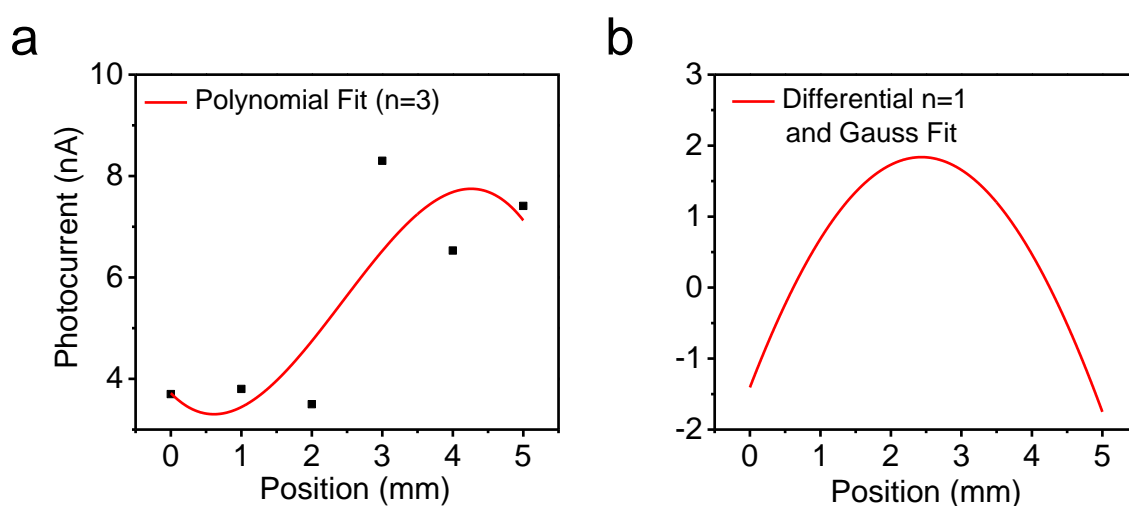 a
10
8
6
4
Photocurrent (nA)
Polynomial Fit (n=3)
0 1 2 3 4 5
Position (mm)
b
3
2
1
0
-1
-2
Differential n=1
and Gauss Fit
0 1 2 3 4 5
Position (mm)